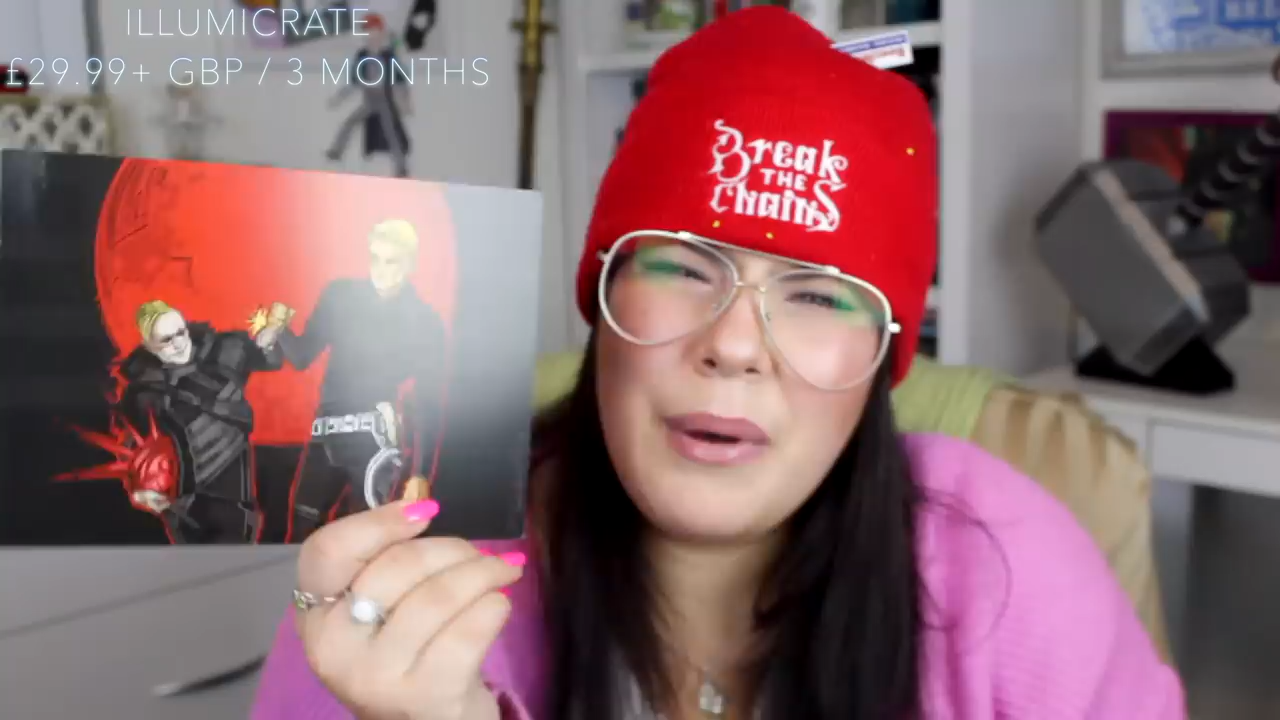 ILLUMICRATE
£29.99+ GBP / 3 MONTHS
Break
THE
Chains